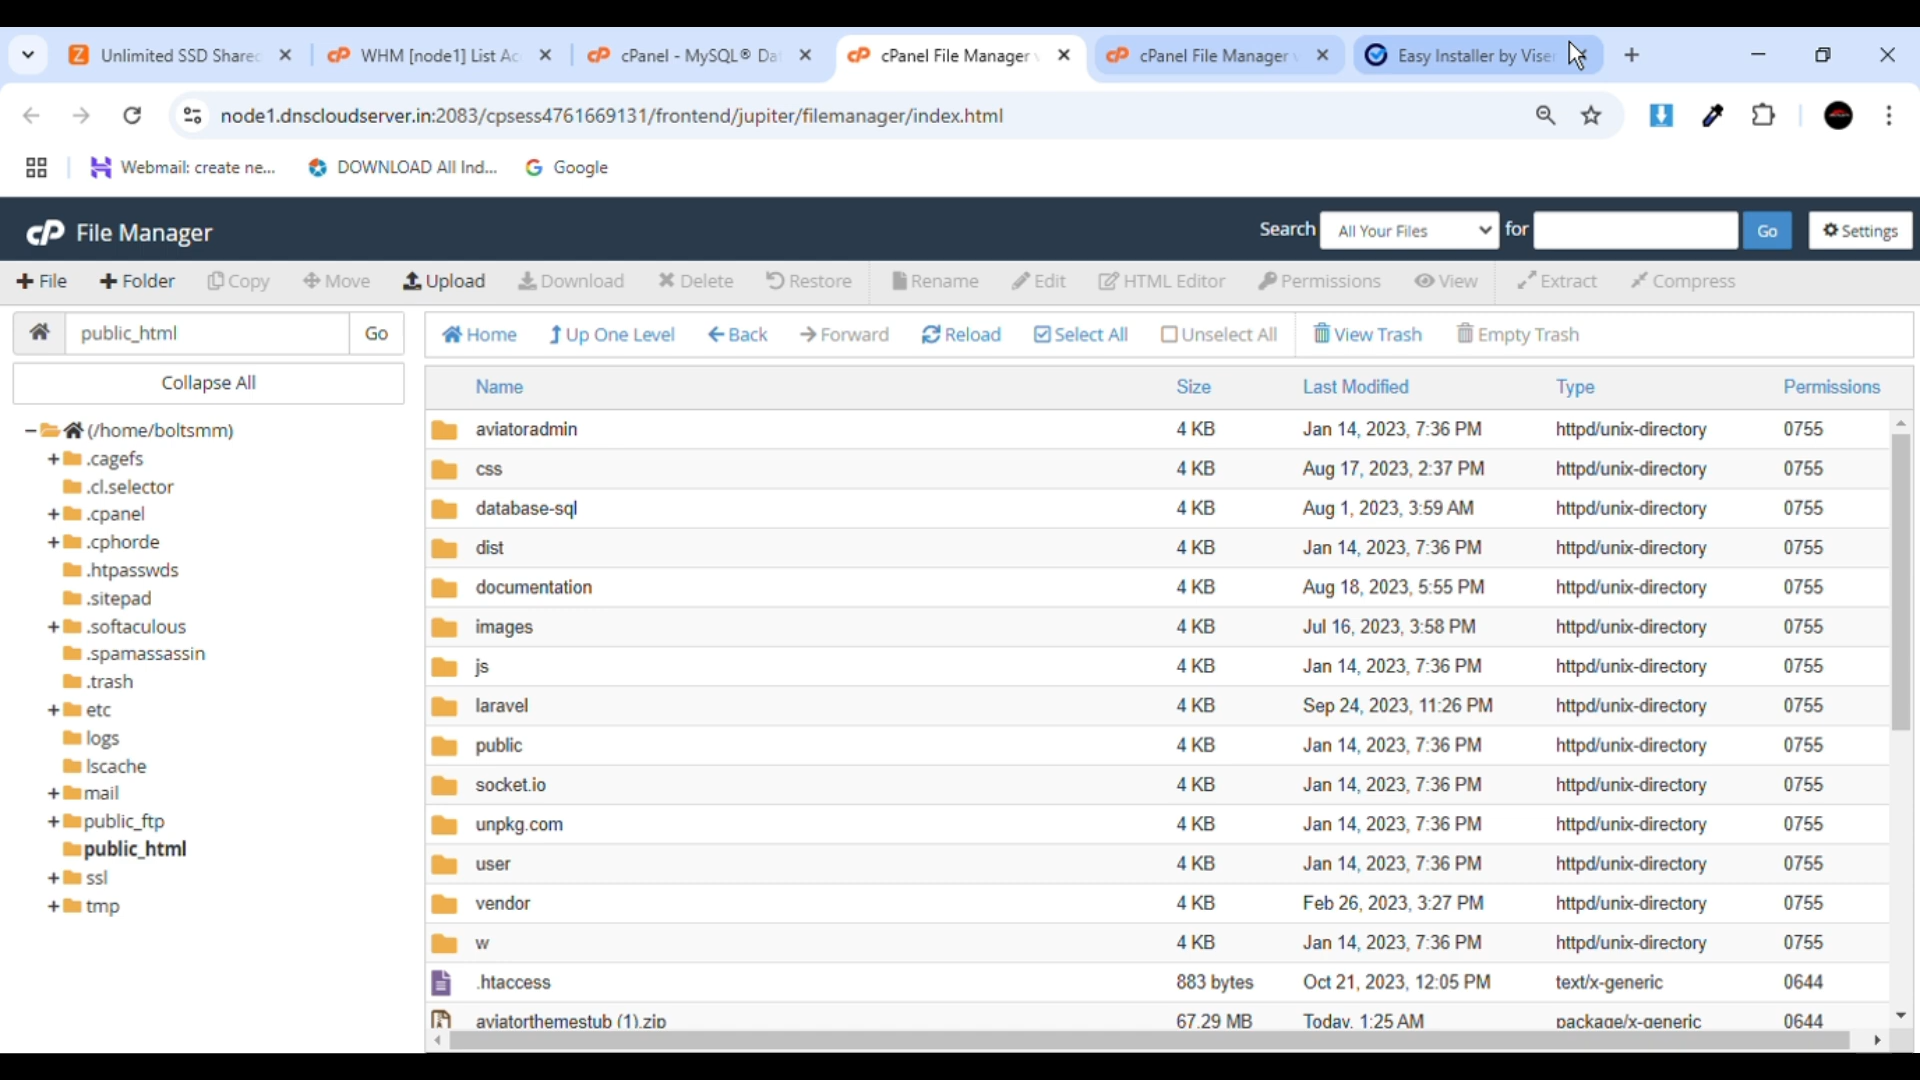 Unlimited SSD Share WHM [node1] List Ac cPanel - MySQL® Da cPanel File Manager cPanel File Manager Easy Installer by Viser
node1.dnscloudserver.in:2083/cpsess4761669131/frontend/jupiter/filemanager/index.html
Webmail: create ne... DOWNLOAD All Ind... Google
cP File Manager Search All Your Files for Go Settings
File Folder Copy Move Upload Download Delete Restore Rename Edit HTML Editor Permissions View Extract Compress
public_html Go Home Up One Level Back Forward Reload Select All Unselect All View Trash Empty Trash
Collapse All
(/home/boltsmm)
.cagefs
.cl.selector
.cpanel
.cphorde
.htpasswds
.sitepad
.softaculous
.spamassassin
.trash
etc
logs
lscache
mail
public_ftp
public_html
ssl
tmp
Name Size Last Modified Type Permissions
aviatoradmin 4 KB Jan 14, 2023, 7:36 PM httpd/unix-directory 0755
css 4 KB Aug 17, 2023, 2:37 PM httpd/unix-directory 0755
database-sql 4 KB Aug 1, 2023, 3:59 AM httpd/unix-directory 0755
dist 4 KB Jan 14, 2023, 7:36 PM httpd/unix-directory 0755
documentation 4 KB Aug 18, 2023, 5:55 PM httpd/unix-directory 0755
images 4 KB Jul 16, 2023, 3:58 PM httpd/unix-directory 0755
js 4 KB Jan 14, 2023, 7:36 PM httpd/unix-directory 0755
laravel 4 KB Sep 24, 2023, 11:26 PM httpd/unix-directory 0755
public 4 KB Jan 14, 2023, 7:36 PM httpd/unix-directory 0755
socket.io 4 KB Jan 14, 2023, 7:36 PM httpd/unix-directory 0755
unpkg.com 4 KB Jan 14, 2023, 7:36 PM httpd/unix-directory 0755
user 4 KB Jan 14, 2023, 7:36 PM httpd/unix-directory 0755
vendor 4 KB Feb 26, 2023, 3:27 PM httpd/unix-directory 0755
w 4 KB Jan 14, 2023, 7:36 PM httpd/unix-directory 0755
.htaccess 883 bytes Oct 21, 2023, 12:05 PM text/x-generic 0644
aviatorthemestub (1).zip 67.29 MB Today, 1:25 AM package/x-generic 0644